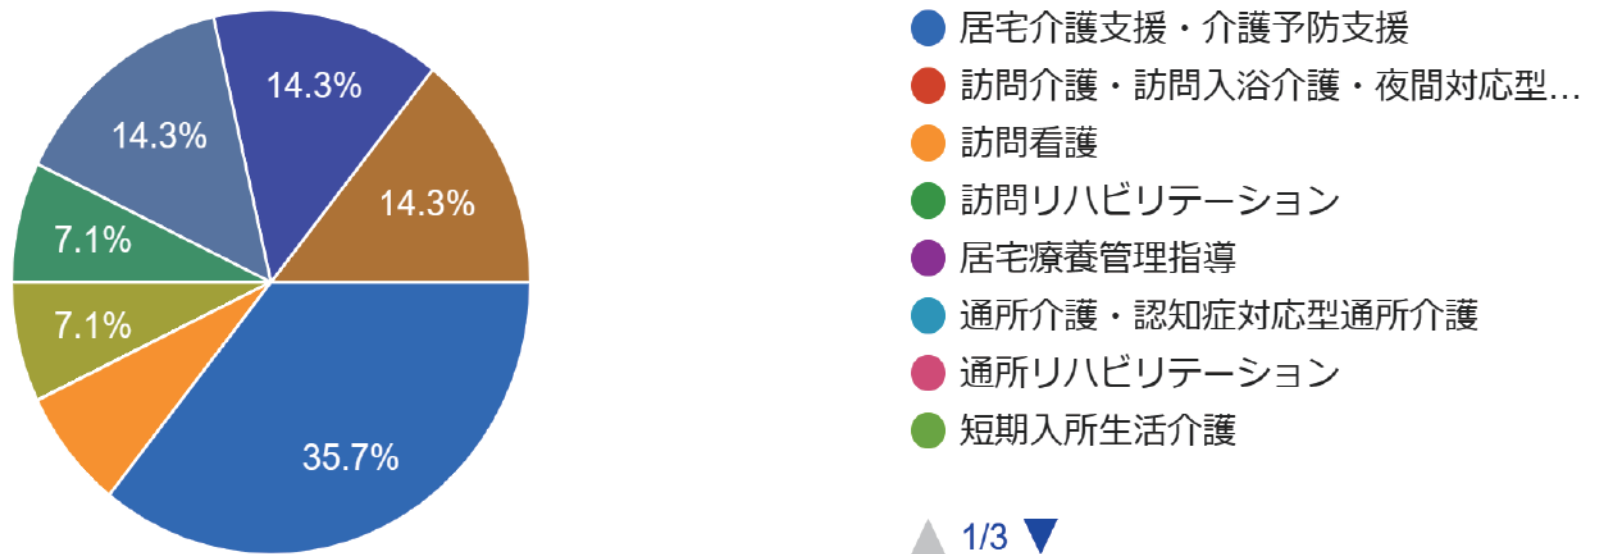 14.3%
14.3%
14.3%
7.1%
7.1%
35.7%
居宅介護支援・介護予防支援
訪問介護・訪問入浴介護・夜間対応型...
訪問看護
訪問リハビリテーション
居宅療養管理指導
通所介護・認知症対応型通所介護
通所リハビリテーション
短期入所生活介護
1/3